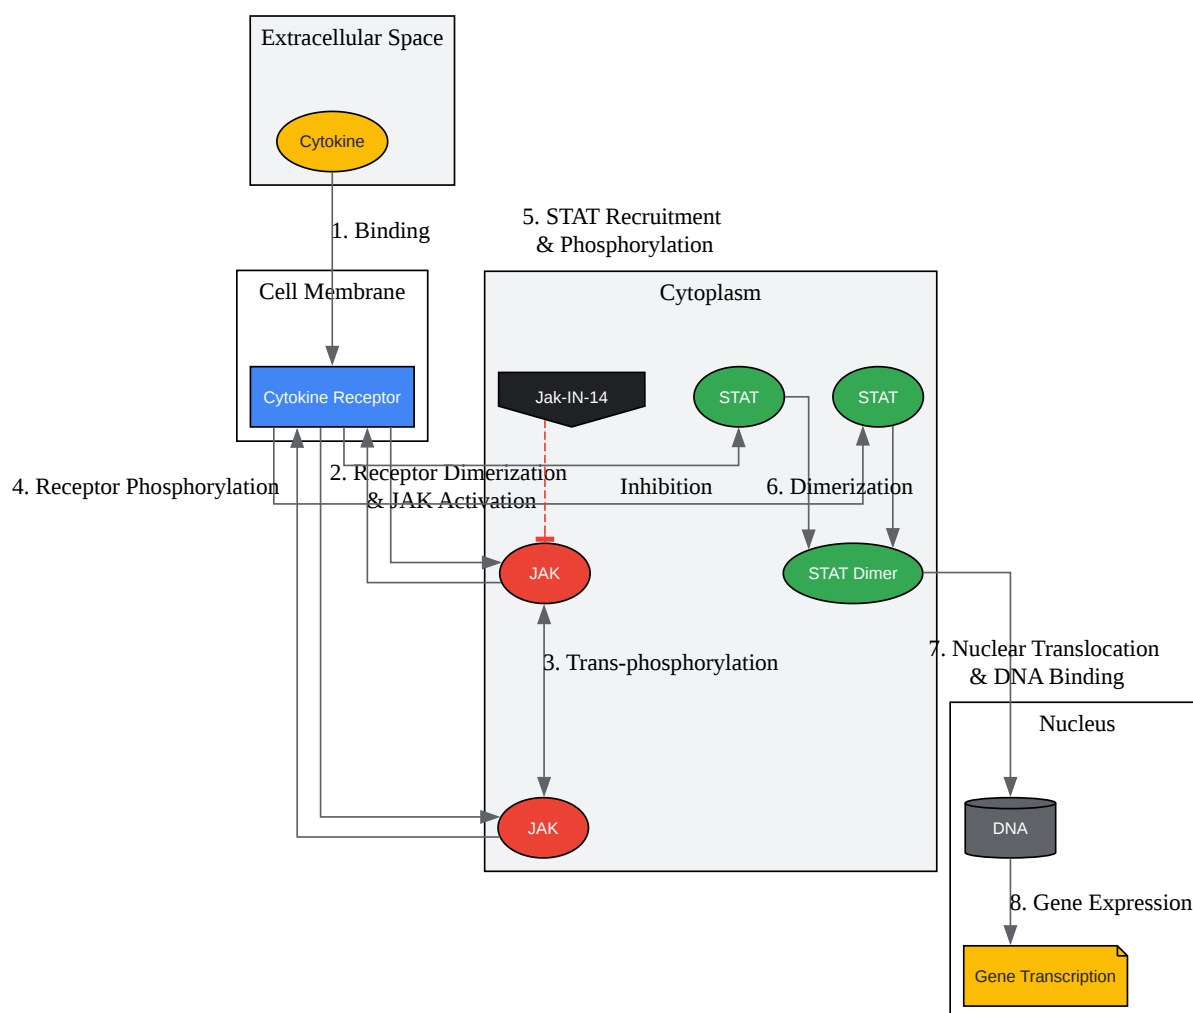 Extracellular Space
Cytokine
1. Binding
5. STAT Recruitment
& Phosphorylation
Cell Membrane
Cytoplasm
Cytokine Receptor
Jak-IN-14
STAT
STAT
4. Receptor Phosphorylation
2. Receptor Dimerization
& JAK Activation
Inhibition
6. Dimerization
JAK
STAT Dimer
3. Trans-phosphorylation
7. Nuclear Translocation
& DNA Binding
Nucleus
JAK
DNA
8. Gene Expression
Gene Transcription